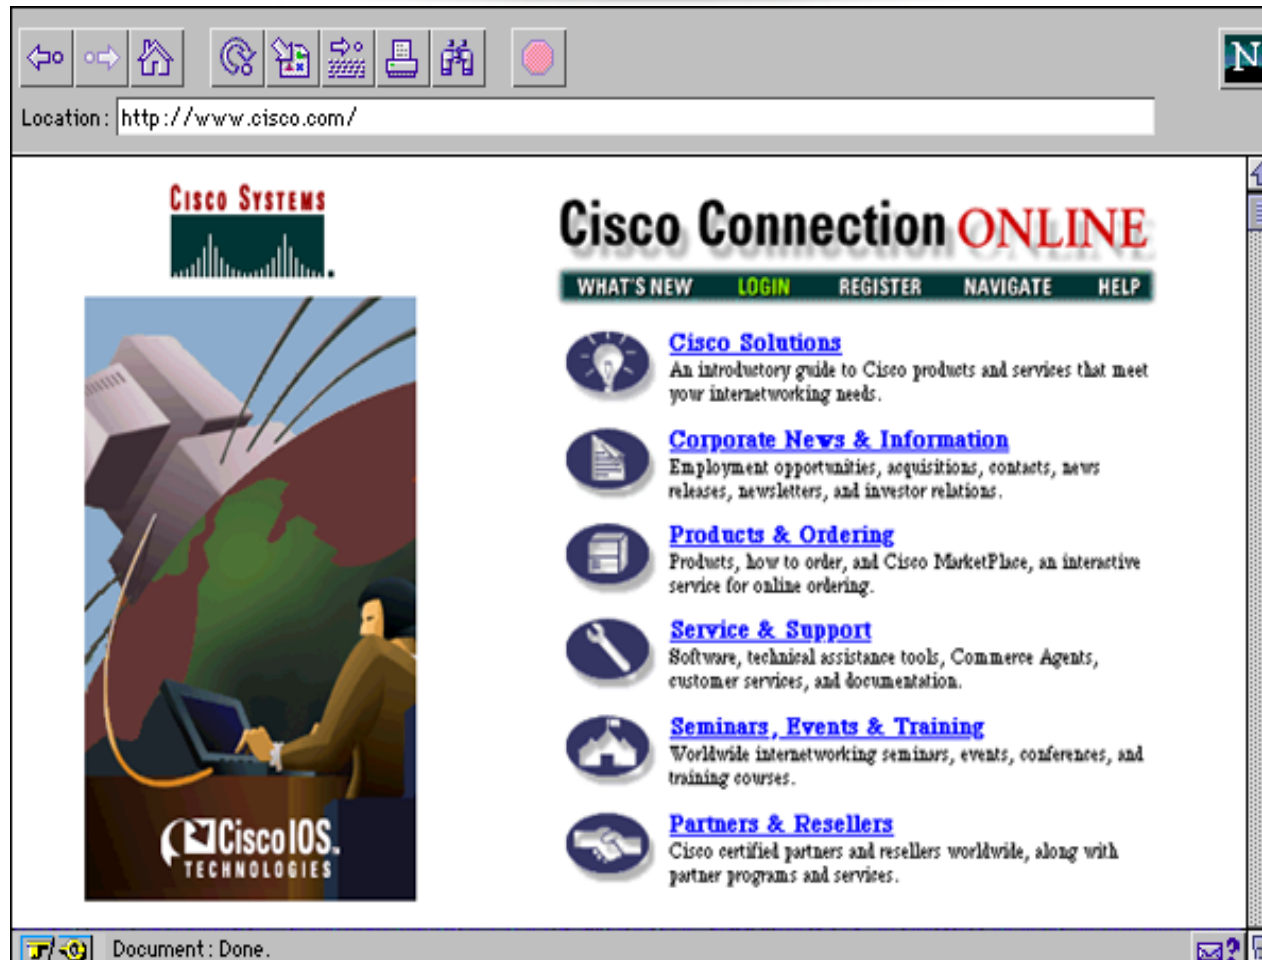 N
Location: http://www.cisco.com/
CISCO SYSTEMS
Cisco Connection ONLINE
WHAT'S NEW LOGIN REGISTER NAVIGATE HELP
Cisco Solutions
An introductory guide to Cisco products and services that meet
your internetworking needs.
Corporate News & Information
Employment opportunities, acquisitions, contacts, news
releases, newsletters, and investor relations.
Products & Ordering
Products, how to order, and Cisco MarketPlace, an interactive
service for online ordering.
Service & Support
Software, technical assistance tools, Commerce Agents,
customer services, and documentation.
Seminars, Events & Training
Worldwide internetworking seminars, events, conferences, and
training courses.
Partners & Resellers
Cisco certified partners and resellers worldwide, along with
partner programs and services.
Cisco IOS.
TECHNOLOGIES
Document: Done.
?